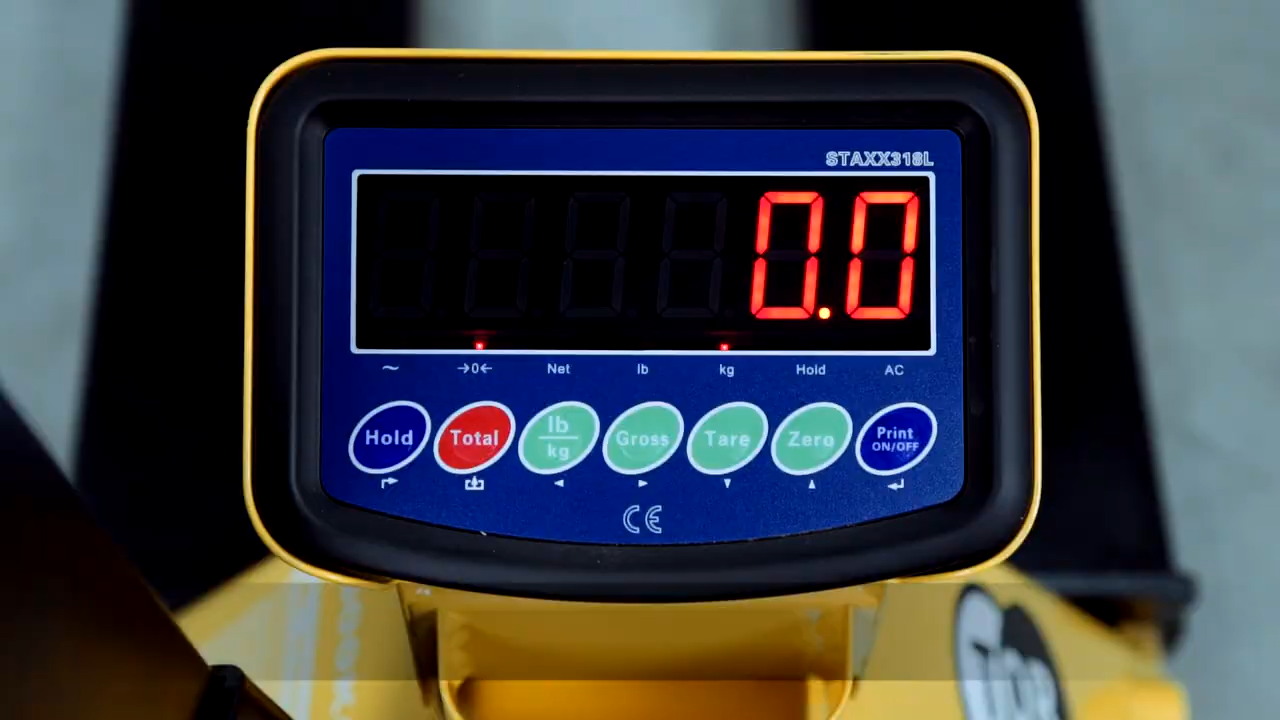 STAXX318L
0.0
~ →0← Net lb kg Hold AC
Hold Total lb/kg Gross Tare Zero Print ON/OFF
CE